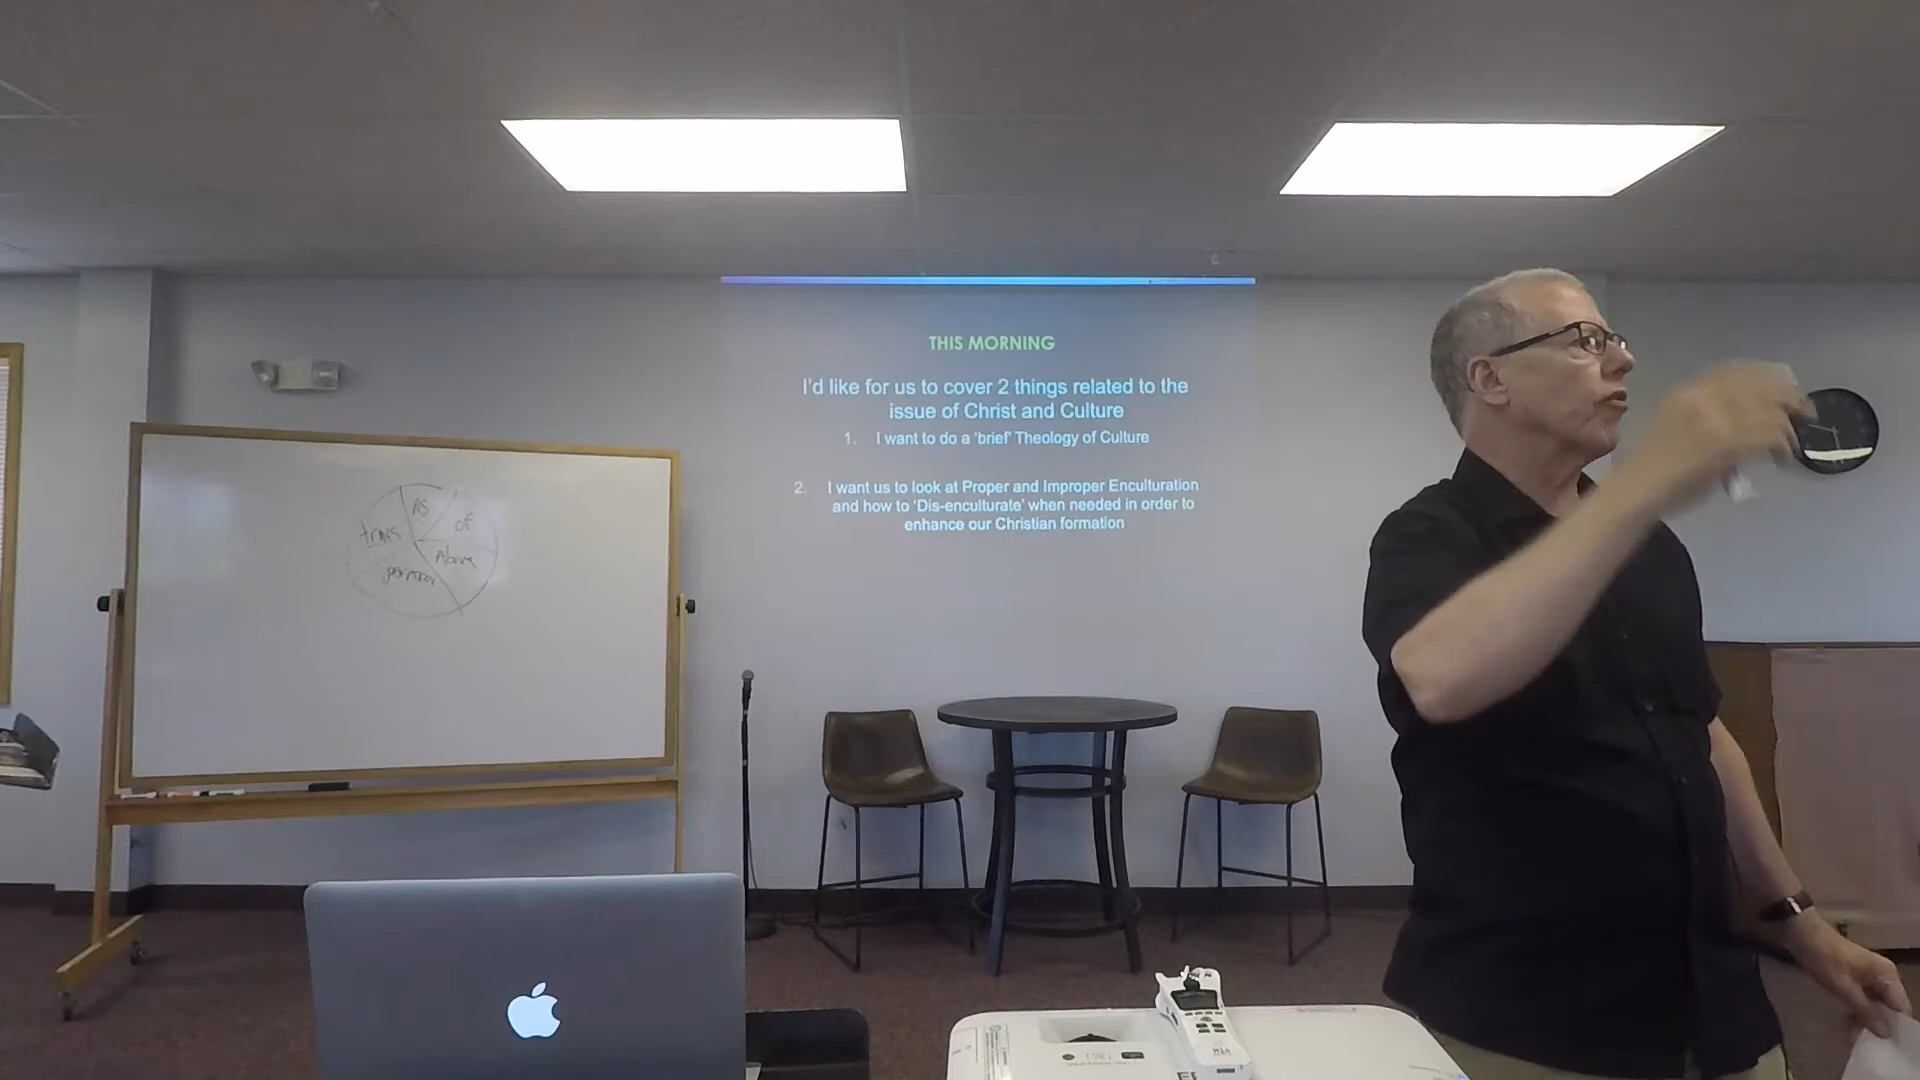 THIS MORNING
I'd like for us to cover 2 things related to the
issue of Christ and Culture
1. I want to do a 'brief' Theology of Culture
2. I want us to look at Proper and Improper Enculturation
and how to 'Dis-enculturate' when needed in order to
enhance our Christian formation
AS
of
trans
Above